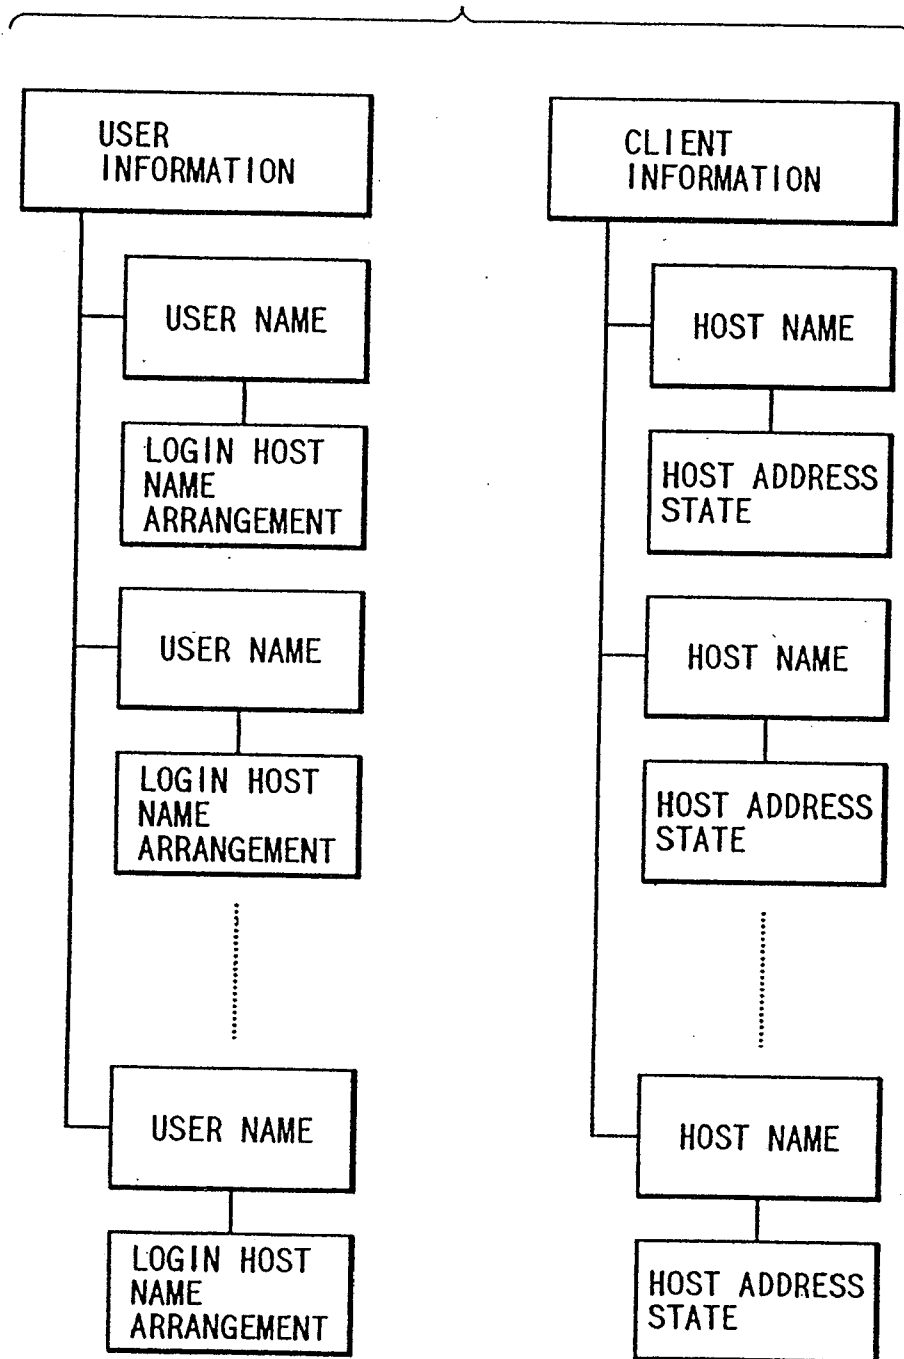 USER
INFORMATION
USER NAME
LOGIN HOST
NAME
ARRANGEMENT
USER NAME
LOGIN HOST
NAME
ARRANGEMENT
USER NAME
LOGIN HOST
NAME
ARRANGEMENT
CLIENT
INFORMATION
HOST NAME
HOST ADDRESS
STATE
HOST NAME
HOST ADDRESS
STATE
HOST NAME
HOST ADDRESS
STATE